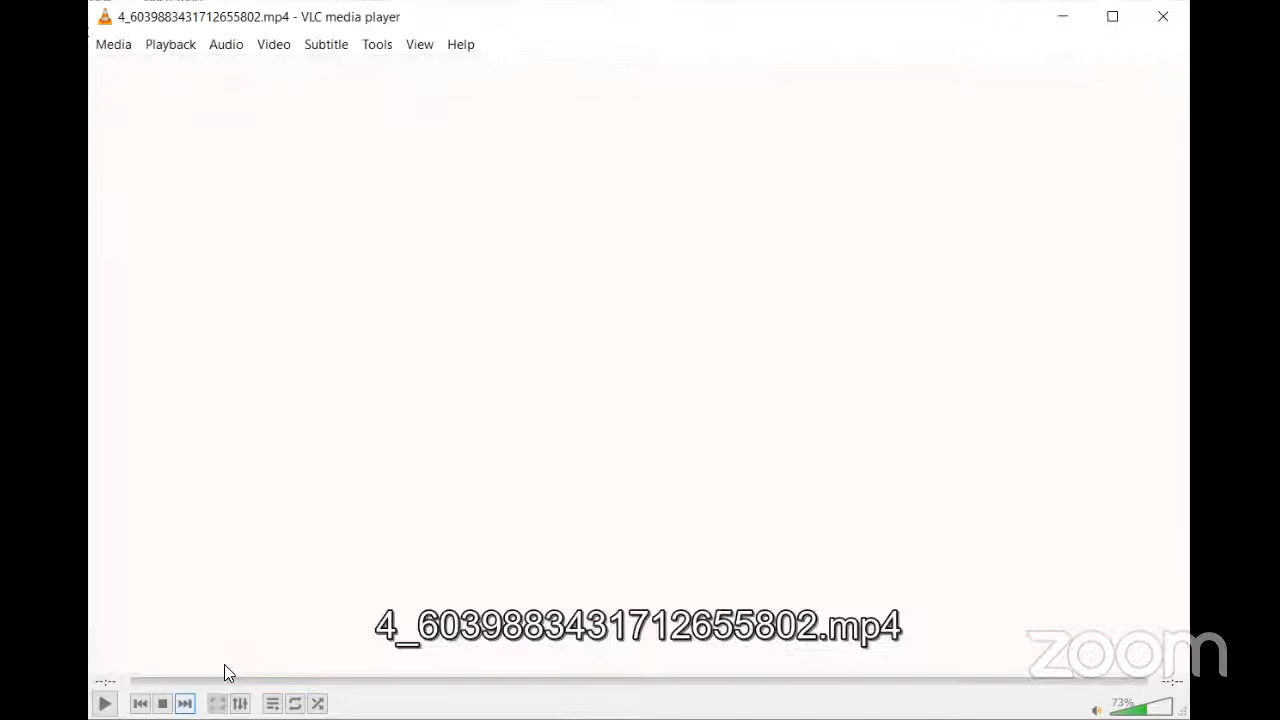 4_6039883431712655802.mp4 - VLC media player
Media Playback Audio Video Subtitle Tools View Help
4_6039883431712655802.mp4
zoom
--:-- --:--
73%